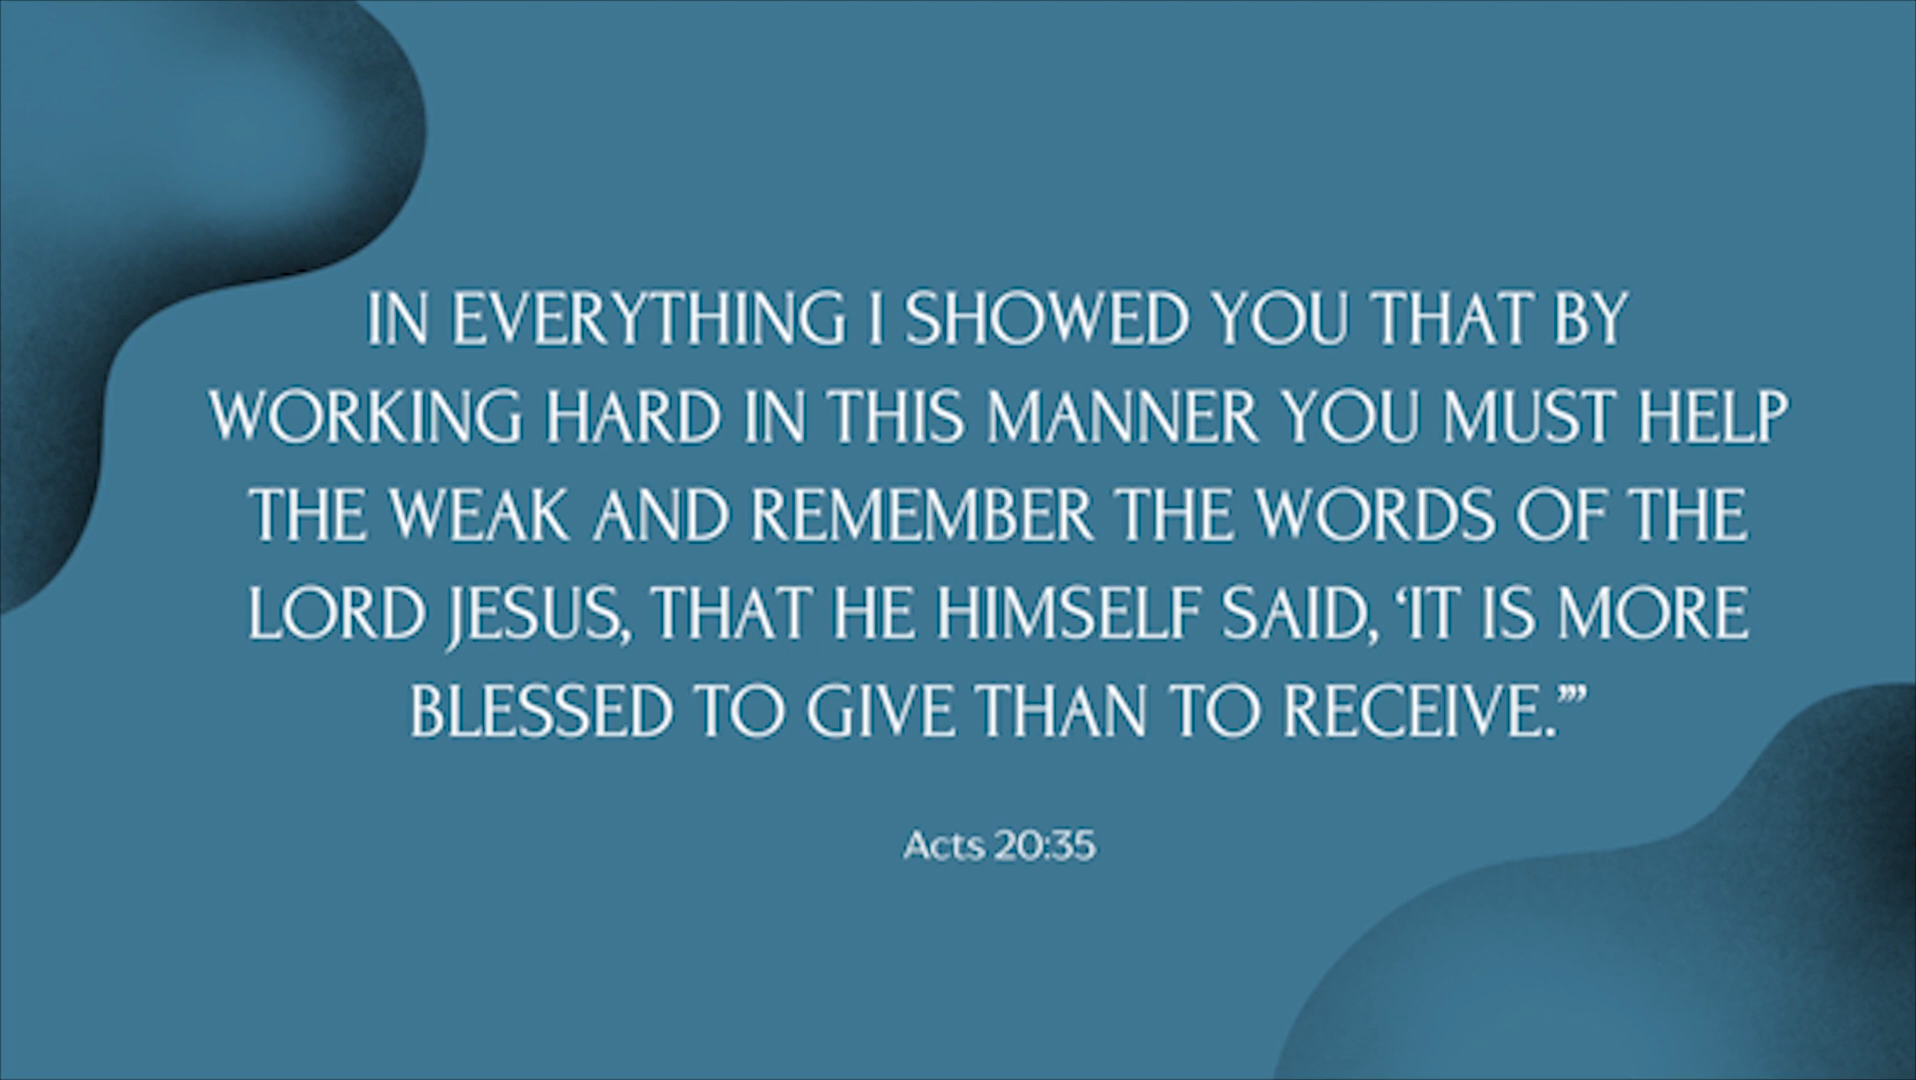 IN EVERYTHING I SHOWED YOU THAT BY
WORKING HARD IN THIS MANNER YOU MUST HELP
THE WEAK AND REMEMBER THE WORDS OF THE
LORD JESUS, THAT HE HIMSELF SAID, ‘IT IS MORE
BLESSED TO GIVE THAN TO RECEIVE.’”
Acts 20:35